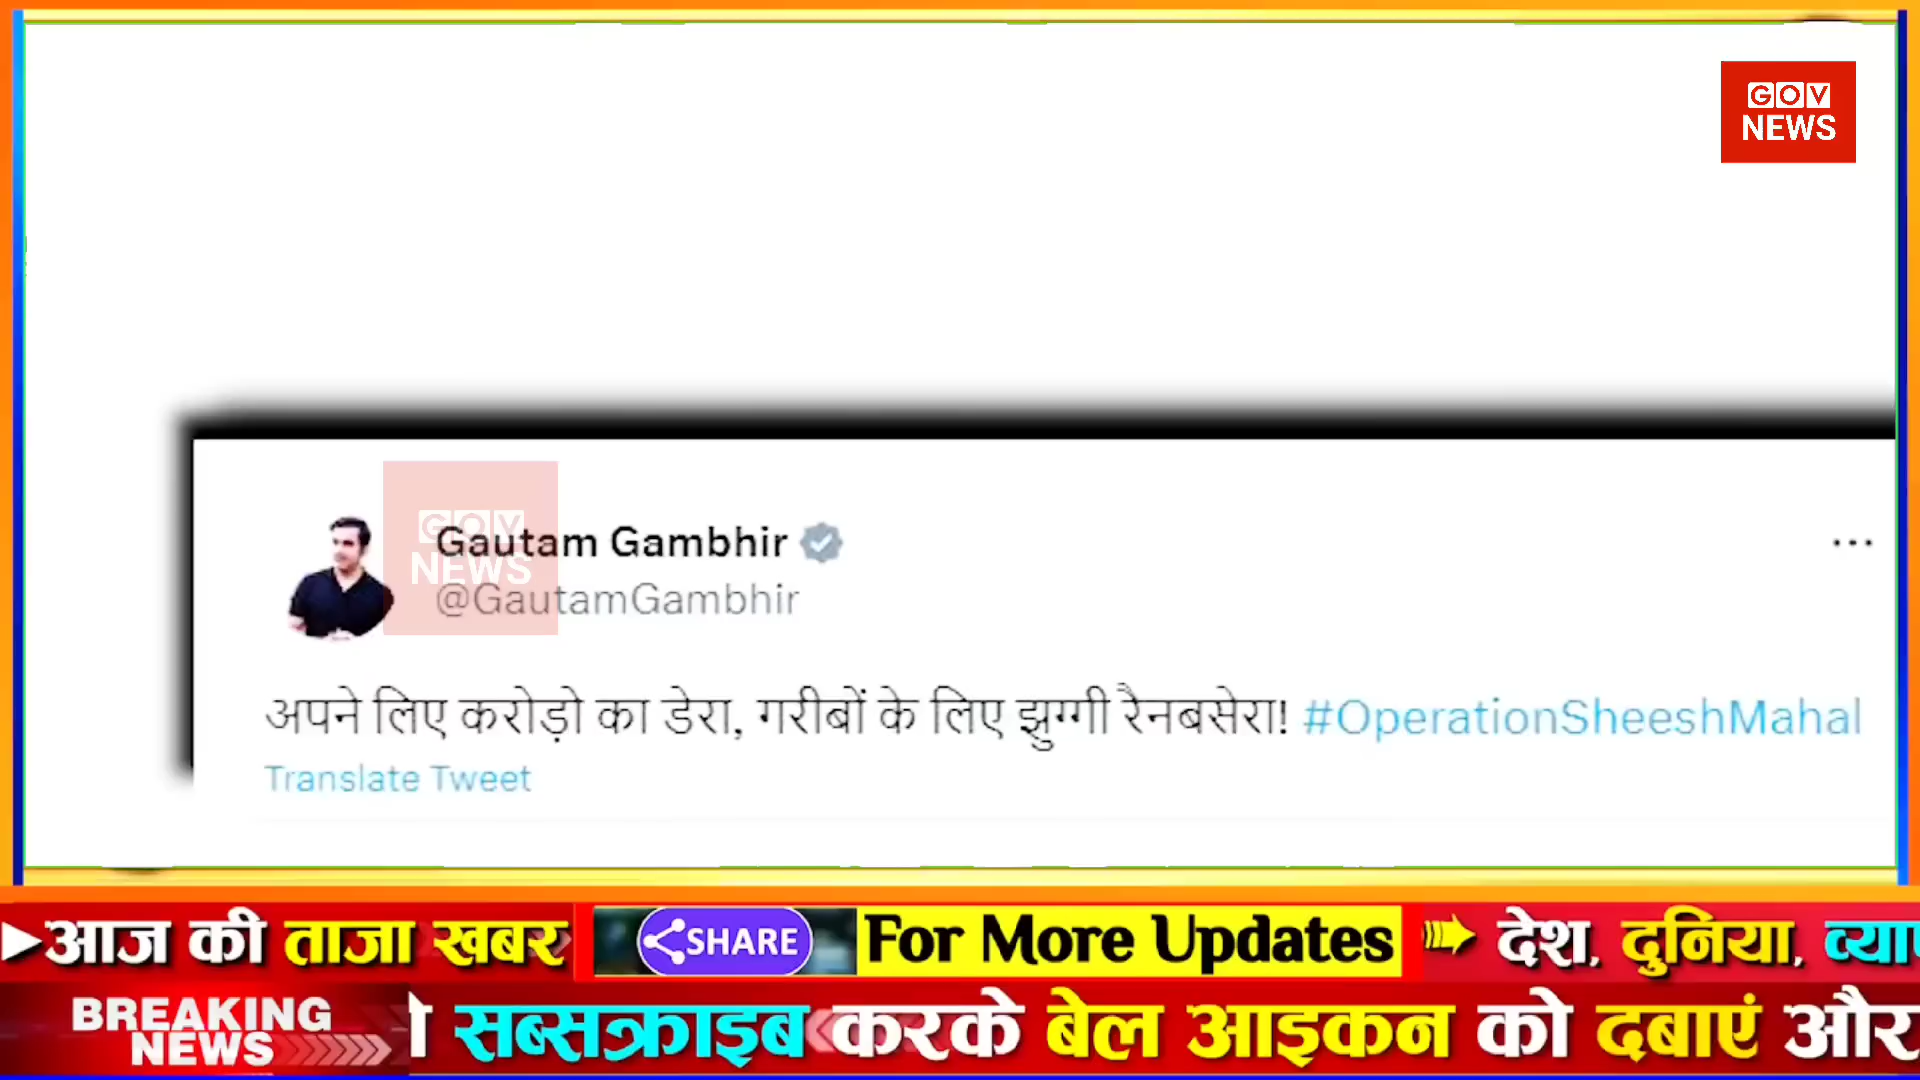 GOV
NEWS
GOV
NEWS
Gautam Gambhir
@GautamGambhir
अपने लिए करोड़ो का डेरा, गरीबों के लिए झुग्गी रैनबसेरा! #OperationSheeshMahal
Translate Tweet
आज की ताजा खबर SHARE For More Updates देश, दुनिया,
BREAKING
NEWS
सब्सक्राइब करके बेल आइकन को दबाएं और